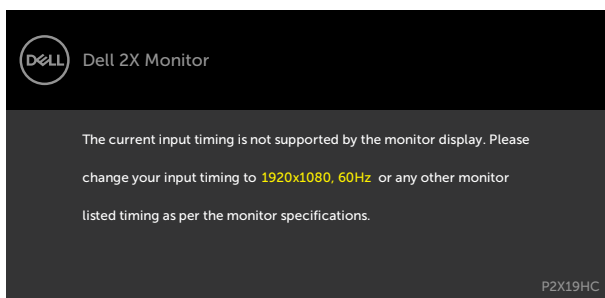 DELL
Dell 2X Monitor
The current input timing is not supported by the monitor display. Please
change your input timing to 1920x1080, 60Hz or any other monitor
listed timing as per the monitor specifications.
P2X19HC